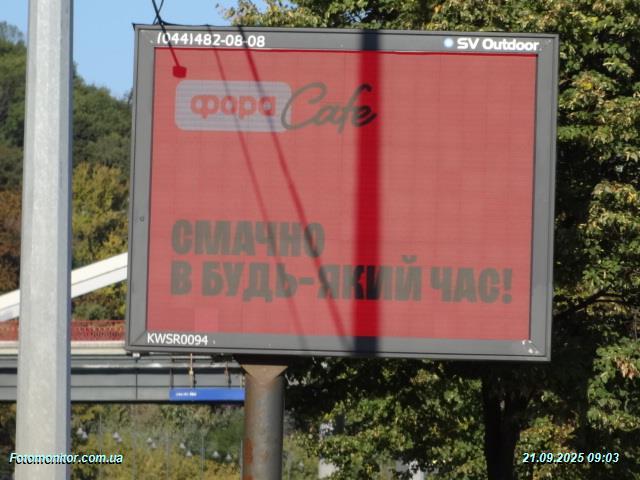 (044)482-08-08
SV Outdoor
фора Cafe
СМАЧНО
В БУДЬ-ЯКИЙ ЧАС!
KWSR0094
Fotomonitor.com.ua
21.09.2025 09:03